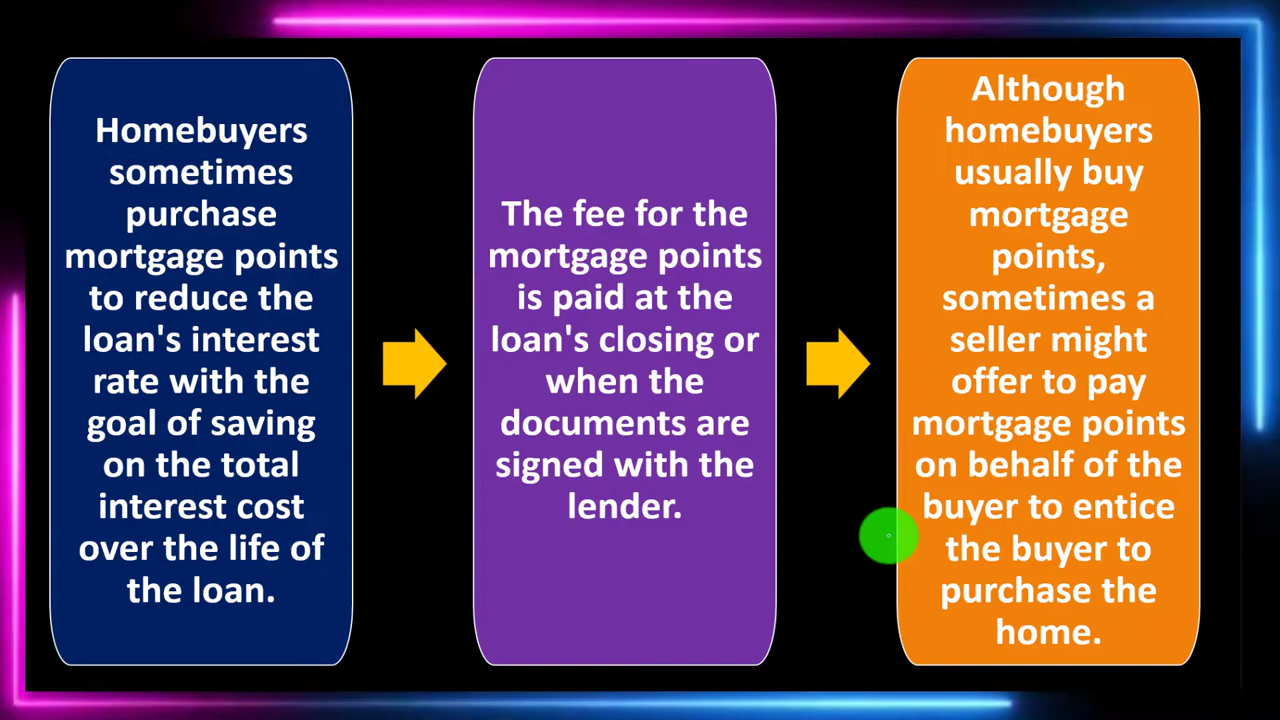 Homebuyers
sometimes
purchase
mortgage points
to reduce the
loan's interest
rate with the
goal of saving
on the total
interest cost
over the life of
the loan.
The fee for the
mortgage points
is paid at the
loan's closing or
when the
documents are
signed with the
lender.
Although
homebuyers
usually buy
mortgage
points,
sometimes a
seller might
offer to pay
mortgage points
on behalf of the
buyer to entice
the buyer to
purchase the
home.